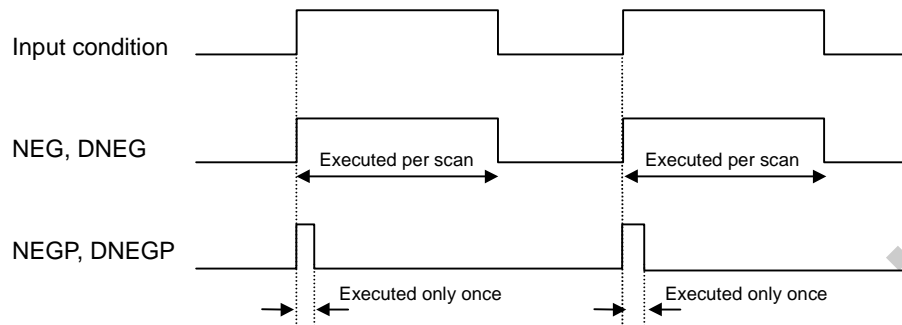 Input condition
NEG, DNEG
Executed per scan
Executed per scan
NEGP, DNEGP
Executed only once
Executed only once